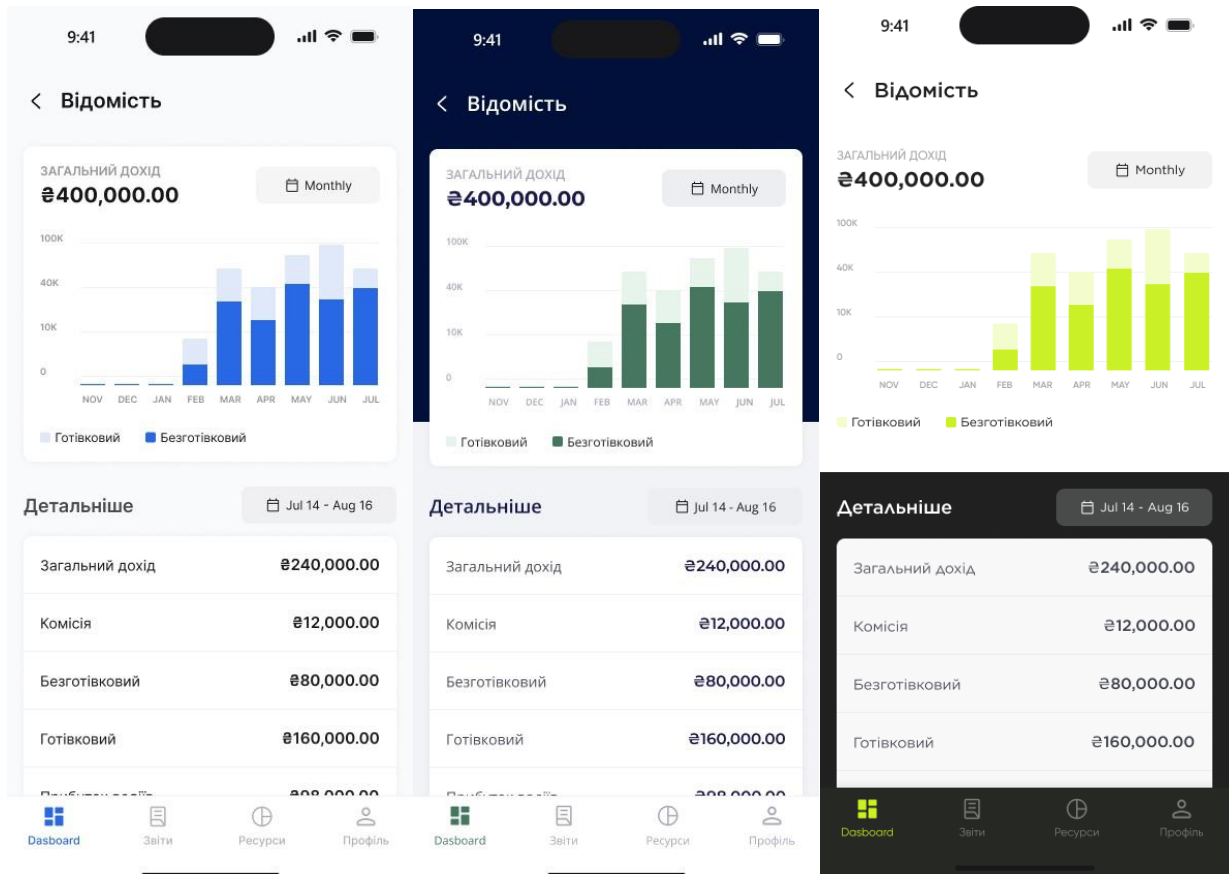 9:41
Відомість
ЗАГАЛЬНИЙ ДОХІД
₴400,000.00
Monthly
100K
40K
10K
0
NOV DEC JAN FEB MAR APR MAY JUN JUL
Готівковий Безготівковий
Детальніше
Jul 14 - Aug 16
Загальний дохід ₴240,000.00
Комісія ₴12,000.00
Безготівковий ₴80,000.00
Готівковий ₴160,000.00
Dasboard Звіти Ресурси Профіль
9:41
Відомість
ЗАГАЛЬНИЙ ДОХІД
₴400,000.00
Monthly
100K
40K
10K
0
NOV DEC JAN FEB MAR APR MAY JUN JUL
Готівковий Безготівковий
Детальніше
Jul 14 - Aug 16
Загальний дохід ₴240,000.00
Комісія ₴12,000.00
Безготівковий ₴80,000.00
Готівковий ₴160,000.00
Dasboard Звіти Ресурси Профіль
9:41
Відомість
ЗАГАЛЬНИЙ ДОХІД
₴400,000.00
Monthly
100K
40K
10K
0
NOV DEC JAN FEB MAR APR MAY JUN JUL
Готівковий Безготівковий
Детальніше
Jul 14 - Aug 16
Загальний дохід ₴240,000.00
Комісія ₴12,000.00
Безготівковий ₴80,000.00
Готівковий ₴160,000.00
Dasboard Звіти Ресурси Профіль